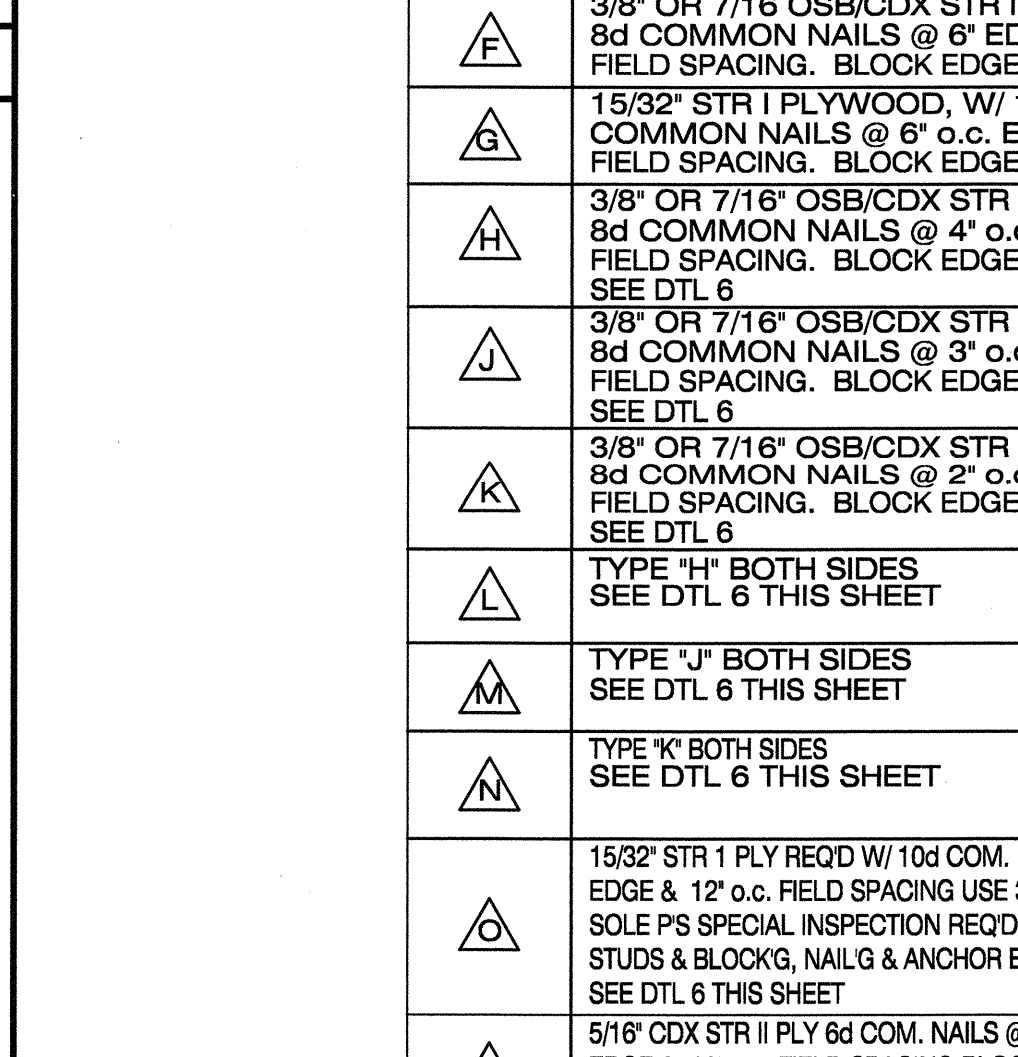 3/8" OR 7/16 OSB/CDX STR I
F
8d COMMON NAILS @ 6"
FIELD SPACING. BLOCK EDGE
15/32" STR I PLYWOOD, W/
G
COMMON NAILS @ 6" o.c.
FIELD SPACING. BLOCK EDGE
3/8" OR 7/16" OSB/CDX STR
H
8d COMMON NAILS @ 4"
FIELD SPACING. BLOCK EDGE
SEE DTL 6
3/8" OR 7/16" OSB/CDX STR
J
8d COMMON NAILS @ 3"
FIELD SPACING. BLOCK EDGE
SEE DTL 6
3/8" OR 7/16" OSB/CDX STR
K
8d COMMON NAILS @ 2"
FIELD SPACING. BLOCK EDGE
SEE DTL 6
L
TYPE "H" BOTH SIDES
SEE DTL 6 THIS SHEET
M
TYPE "J" BOTH SIDES
SEE DTL 6 THIS SHEET
N
TYPE "K" BOTH SIDES
SEE DTL 6 THIS SHEET
O
15/32" STR 1 PLY REQ'D W/ 10d COM.
EDGE & 12" o.c. FIELD SPACING USE
SOLE P'S SPECIAL INSPECTION REQ'D
STUDS & BLOCK'G, NAIL'G & ANCHOR
SEE DTL 6 THIS SHEET
5/16" CDX STR II PLY 6d COM. NAILS @